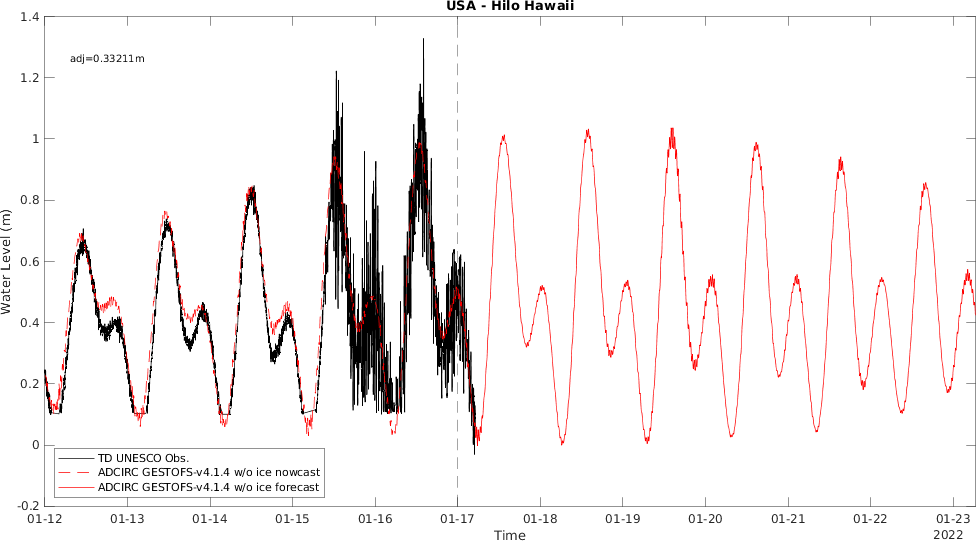 USA - Hilo Hawaii
adj=0.33211m
Water Level (m)
1.4
1.2
1
0.8
0.6
0.4
0.2
0
-0.2
TD UNESCO Obs.
ADCIRC GESTOFS-v4.1.4 w/o ice nowcast
ADCIRC GESTOFS-v4.1.4 w/o ice forecast
01-12 01-13 01-14 01-15 01-16 01-17 01-18 01-19 01-20 01-21 01-22 01-23
2022
Time